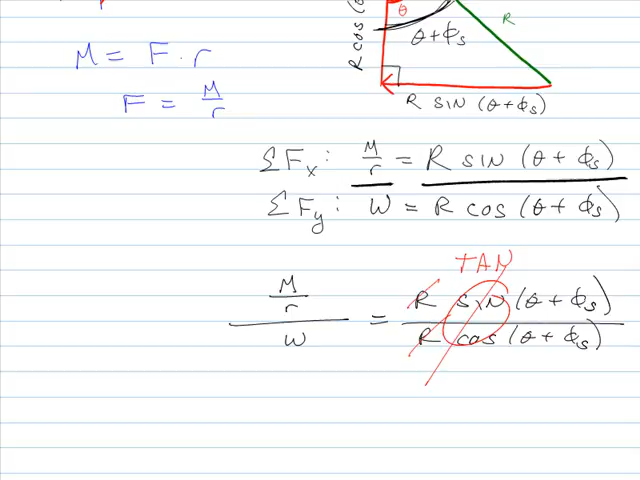 θ
R
R cos (θ
θ+ϕs
R SIN (θ+ϕs)
M = F · r
F = M/r
ΣFx: M/r = R SIN (θ+ϕs)
ΣFy: W = R cos (θ+ϕs)
TAN
M/r / W = R SIN (θ+ϕs) / R cos (θ+ϕs)